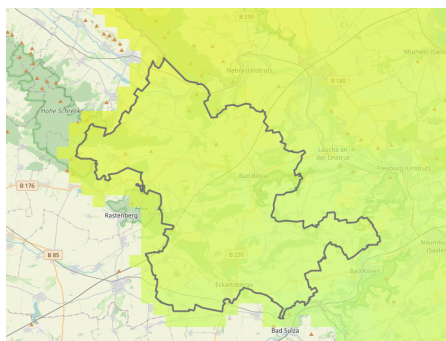 B 250
Mücheln (Geiseltal)
Nebra (Unstrut)
B 180
Hohe Schrecke
Laucha an
der Unstrut
Freyburg (Unstrut)
B 176
Bad Bibra
Rastenberg
Naumburg
(Saale)
B 85
B 250
Eckartsberga
Bad Kösen
Bad Sulza